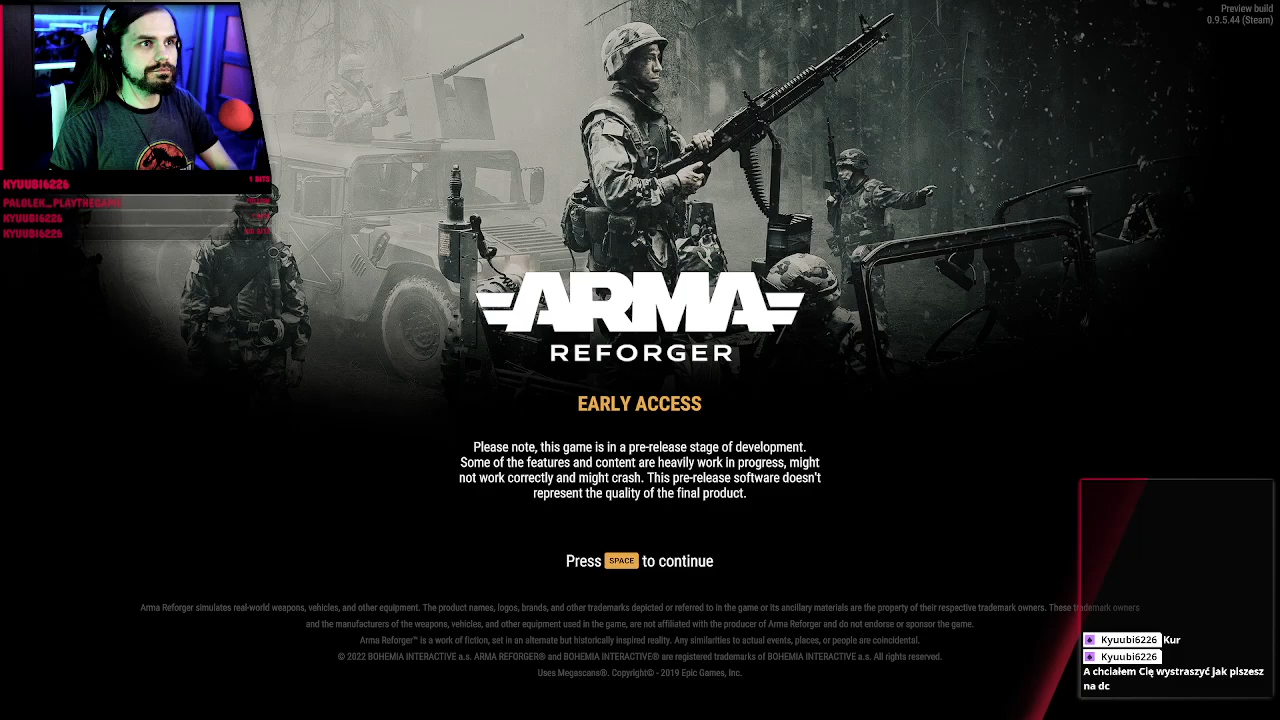 Preview build
0.9.5.44 (Steam)
KYUUBI6226
1 BITS
PALOLEK_PLAYTHEGAME
KYUUBI6226
KYUUBI6226
ARMA
REFORGER
EARLY ACCESS
Please note, this game is in a pre-release stage of development.
Some of the features and content are heavily work in progress, might
not work correctly and might crash. This pre-release software doesn't
represent the quality of the final product.
Press SPACE to continue
Arma Reforger simulates real-world weapons, vehicles, and other equipment. The product names, logos, brands, and other trademarks depicted or referred to in the game or its ancillary materials are the property of their respective trademark owners. These trademark owners
and the manufacturers of the weapons, vehicles, and other equipment used in the game, are not affiliated with the producer of Arma Reforger and do not endorse or sponsor the game.
Arma Reforger™ is a work of fiction, set in an alternate but historically inspired reality. Any similarities to actual events, places, or people are coincidental.
© 2022 BOHEMIA INTERACTIVE a.s. ARMA REFORGER® and BOHEMIA INTERACTIVE® are registered trademarks of BOHEMIA INTERACTIVE a.s. All rights reserved.
Uses Megascans®. Copyright© - 2019 Epic Games, Inc.
Kyuubi6226 Kur
Kyuubi6226
A chciałem Cię wystraszyć jak piszesz
na dc